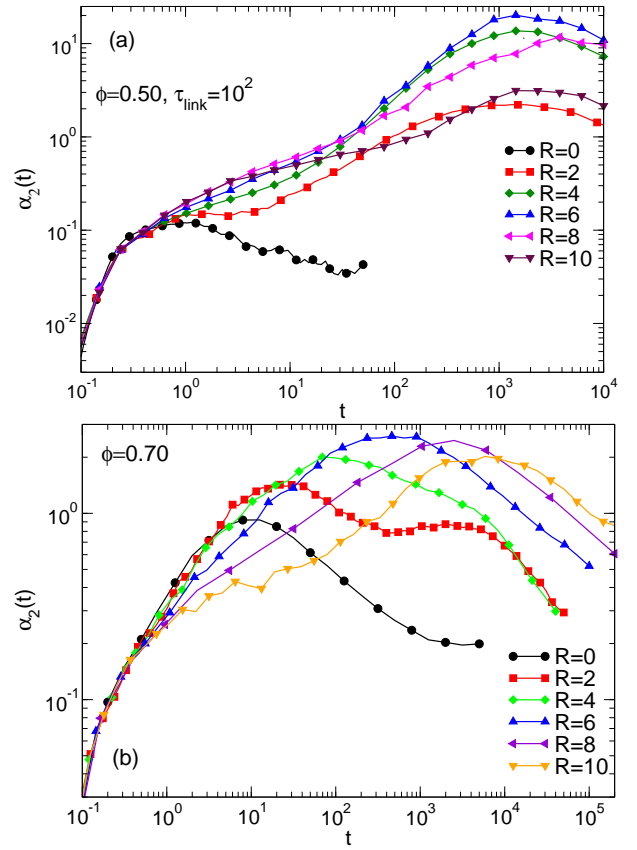 (a)
10¹
ϕ=0.50, τ_link=10²
10⁰
α₂(t)
10⁻¹
10⁻²
R=0
R=2
R=4
R=6
R=8
R=10
10⁻¹ 10⁰ 10¹ 10² 10³ 10⁴
t
ϕ=0.70
10⁰
α₂(t)
10⁻¹
(b)
R=0
R=2
R=4
R=6
R=8
R=10
10⁻¹ 10⁰ 10¹ 10² 10³ 10⁴ 10⁵
t